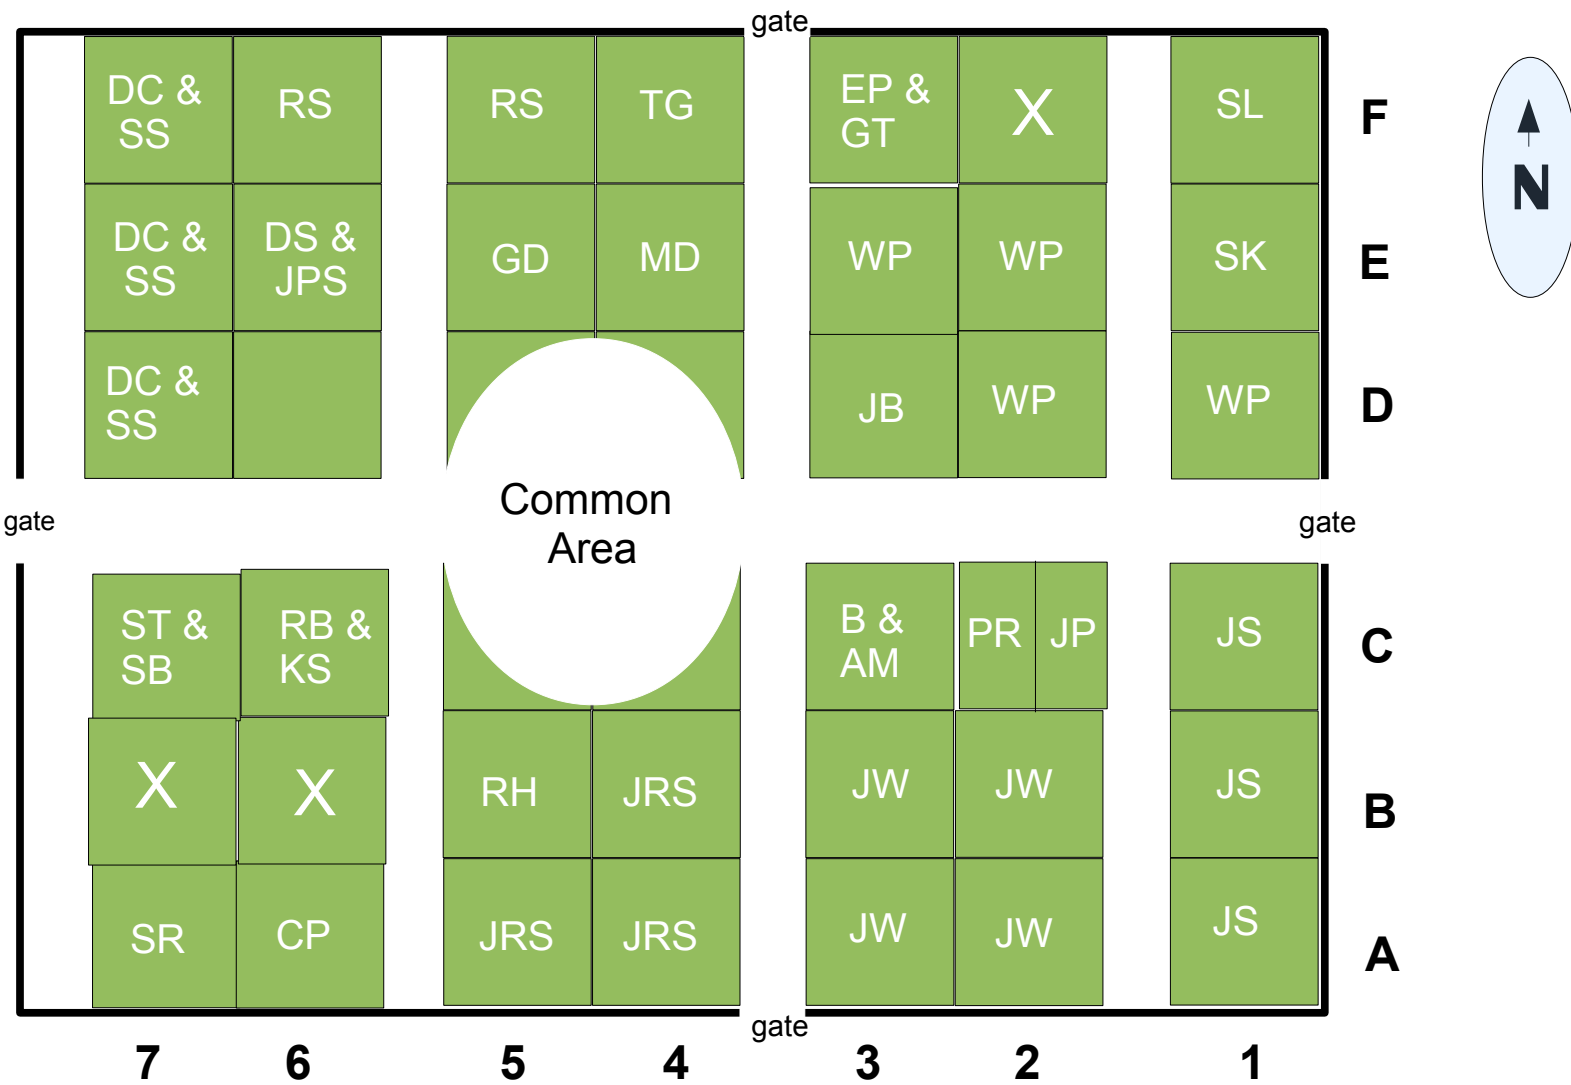 gate
DC &
SS
RS
RS
TG
EP &
GT
X
SL
F
N
DC &
SS
DS &
JPS
GD
MD
WP
WP
SK
E
DC &
SS
JB
WP
WP
D
gate
Common
Area
gate
ST &
SB
RB &
KS
B &
AM
PR
JP
JS
C
X
X
RH
JRS
JW
JW
JS
B
SR
CP
JRS
JRS
JW
JW
JS
A
gate
7
6
5
4
3
2
1